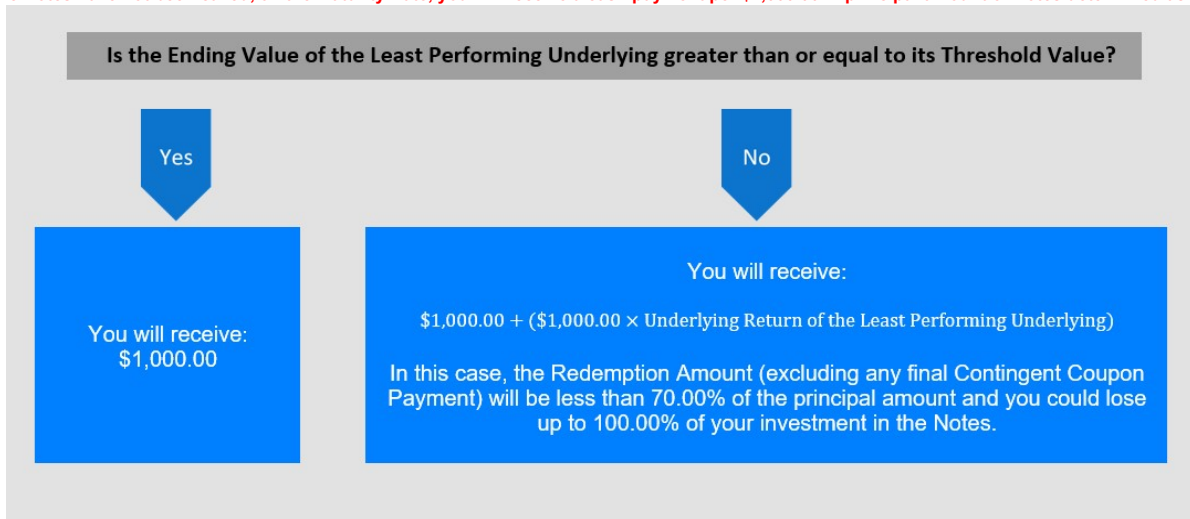 Is the Ending Value of the Least Performing Underlying greater than or equal to its Threshold Value?
Yes
No
You will receive:
$1,000.00
You will receive:
$1,000.00 + ($1,000.00 × Underlying Return of the Least Performing Underlying)
In this case, the Redemption Amount (excluding any final Contingent Coupon
Payment) will be less than 70.00% of the principal amount and you could lose
up to 100.00% of your investment in the Notes.